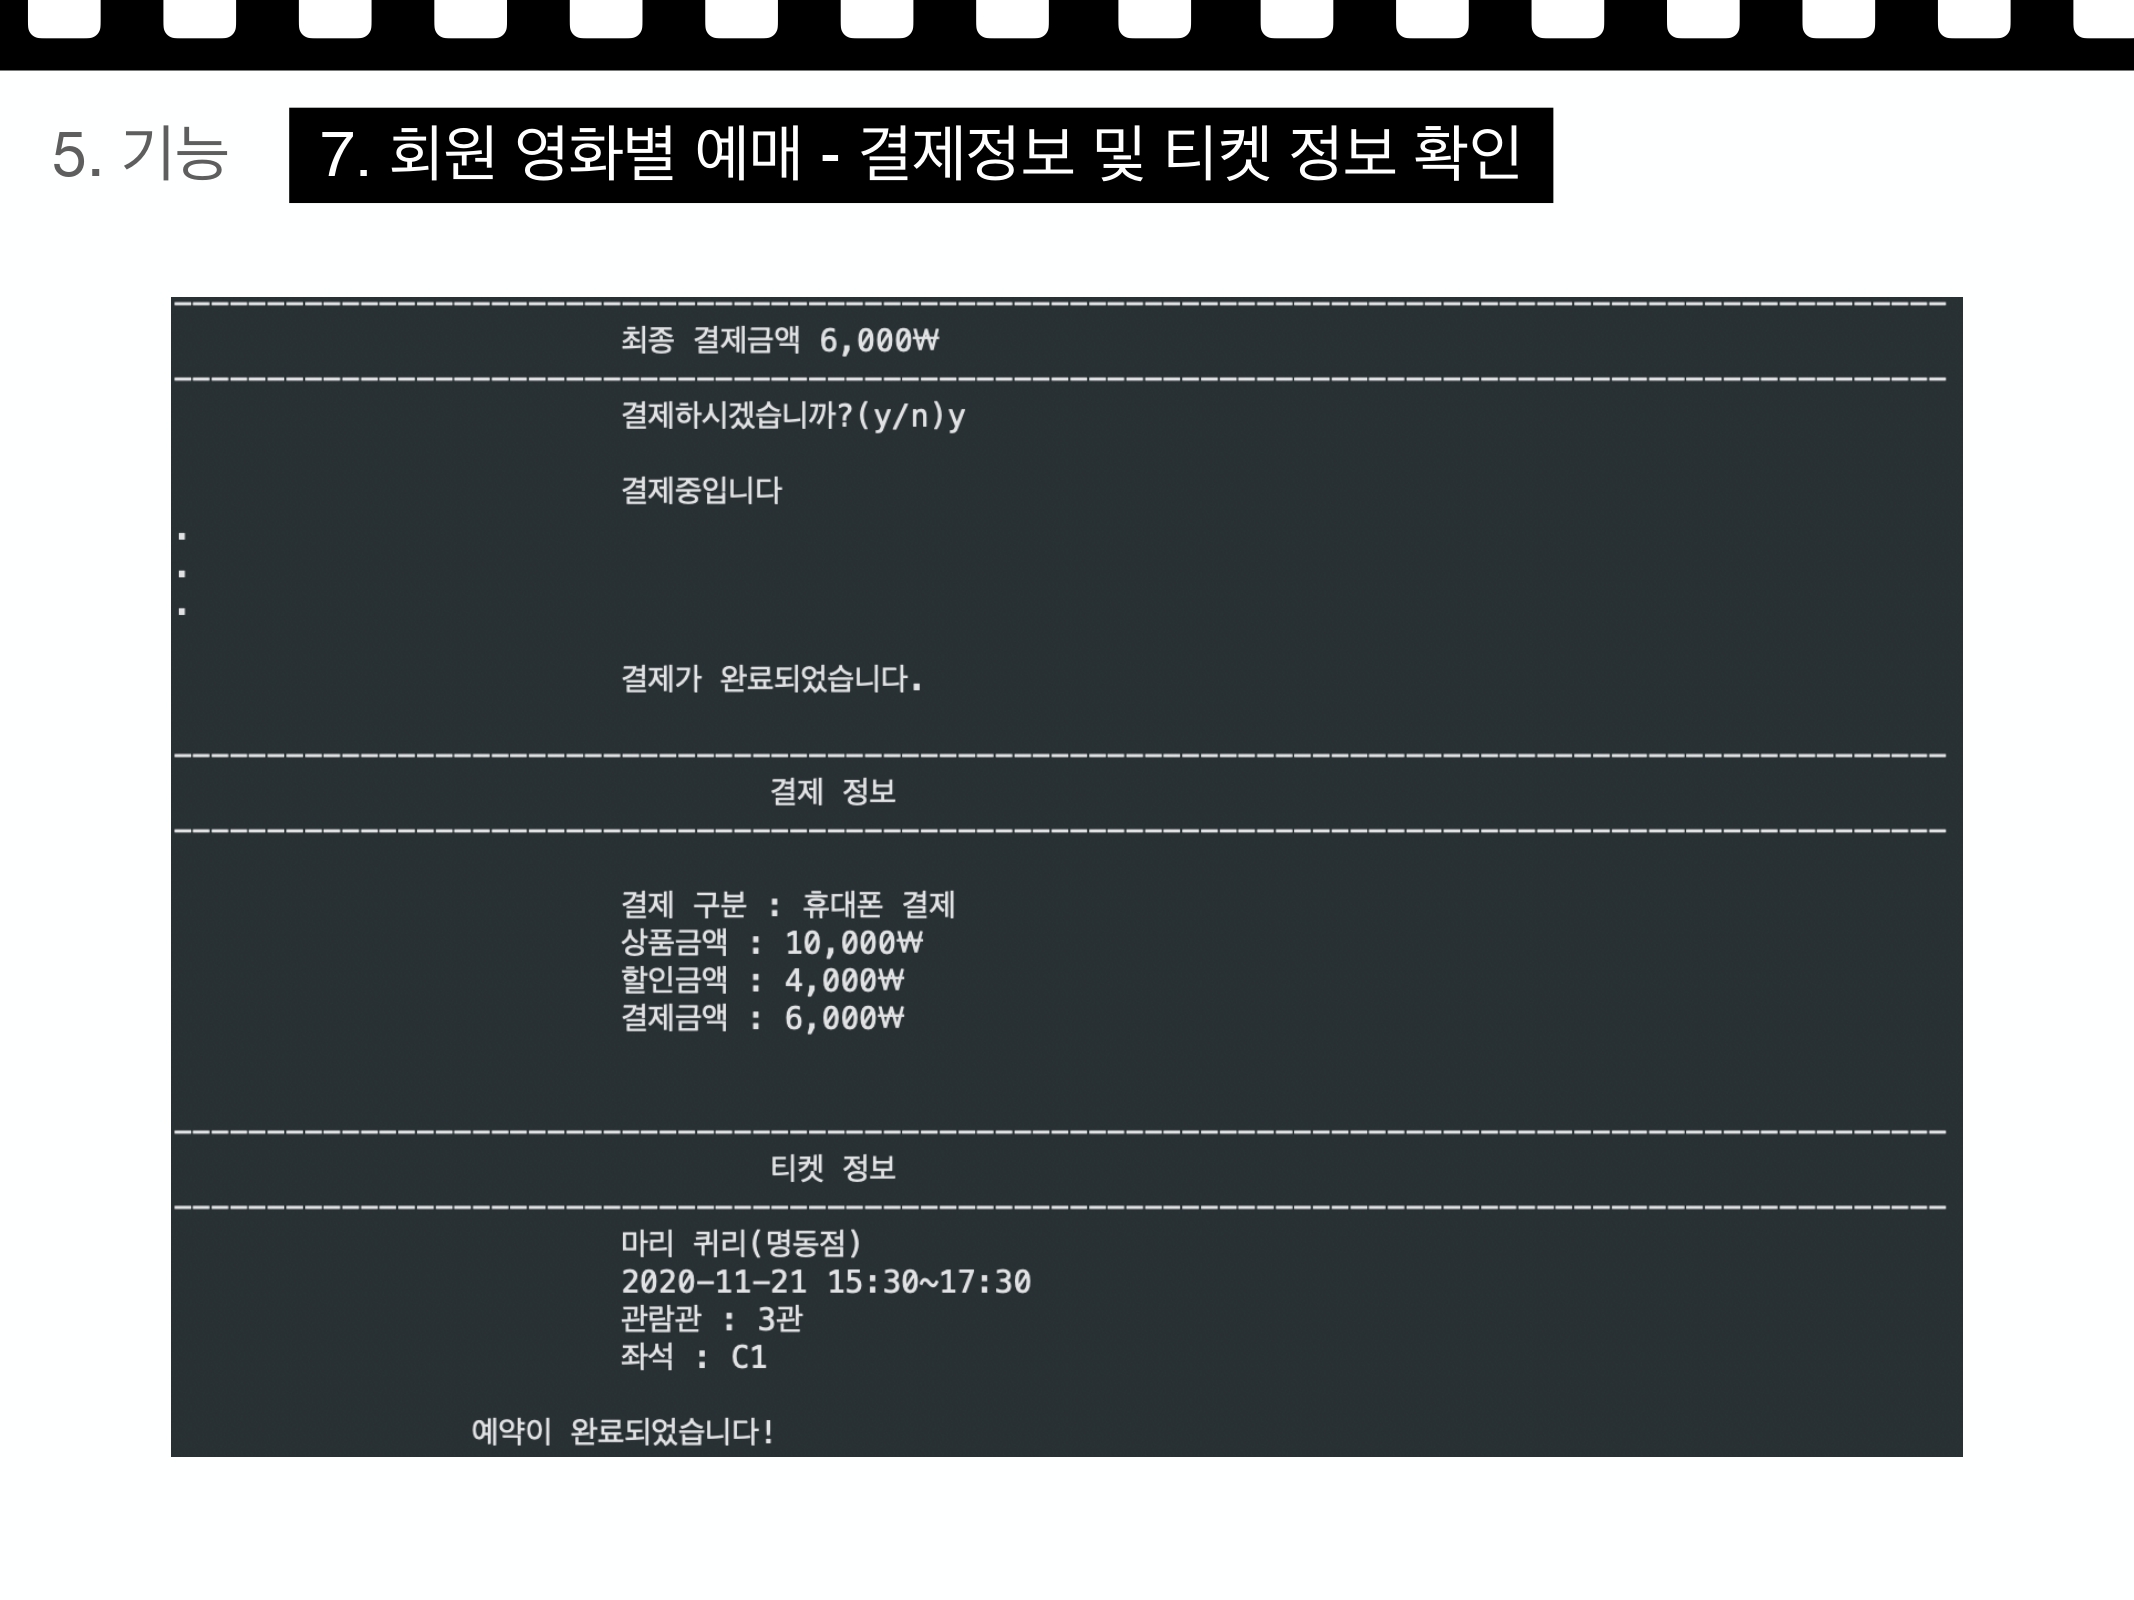 5. 기능
7. 회원 영화별 예매 - 결제정보 및 티켓 정보 확인
최종 결제금액 6,000₩
결제하시겠습니까?(y/n)y
결제중입니다
.
.
.
결제가 완료되었습니다.
결제 정보
결제 구분 : 휴대폰 결제
상품금액 : 10,000₩
할인금액 : 4,000₩
결제금액 : 6,000₩
티켓 정보
마리 퀴리(명동점)
2020-11-21 15:30~17:30
관람관 : 3관
좌석 : C1
예약이 완료되었습니다!